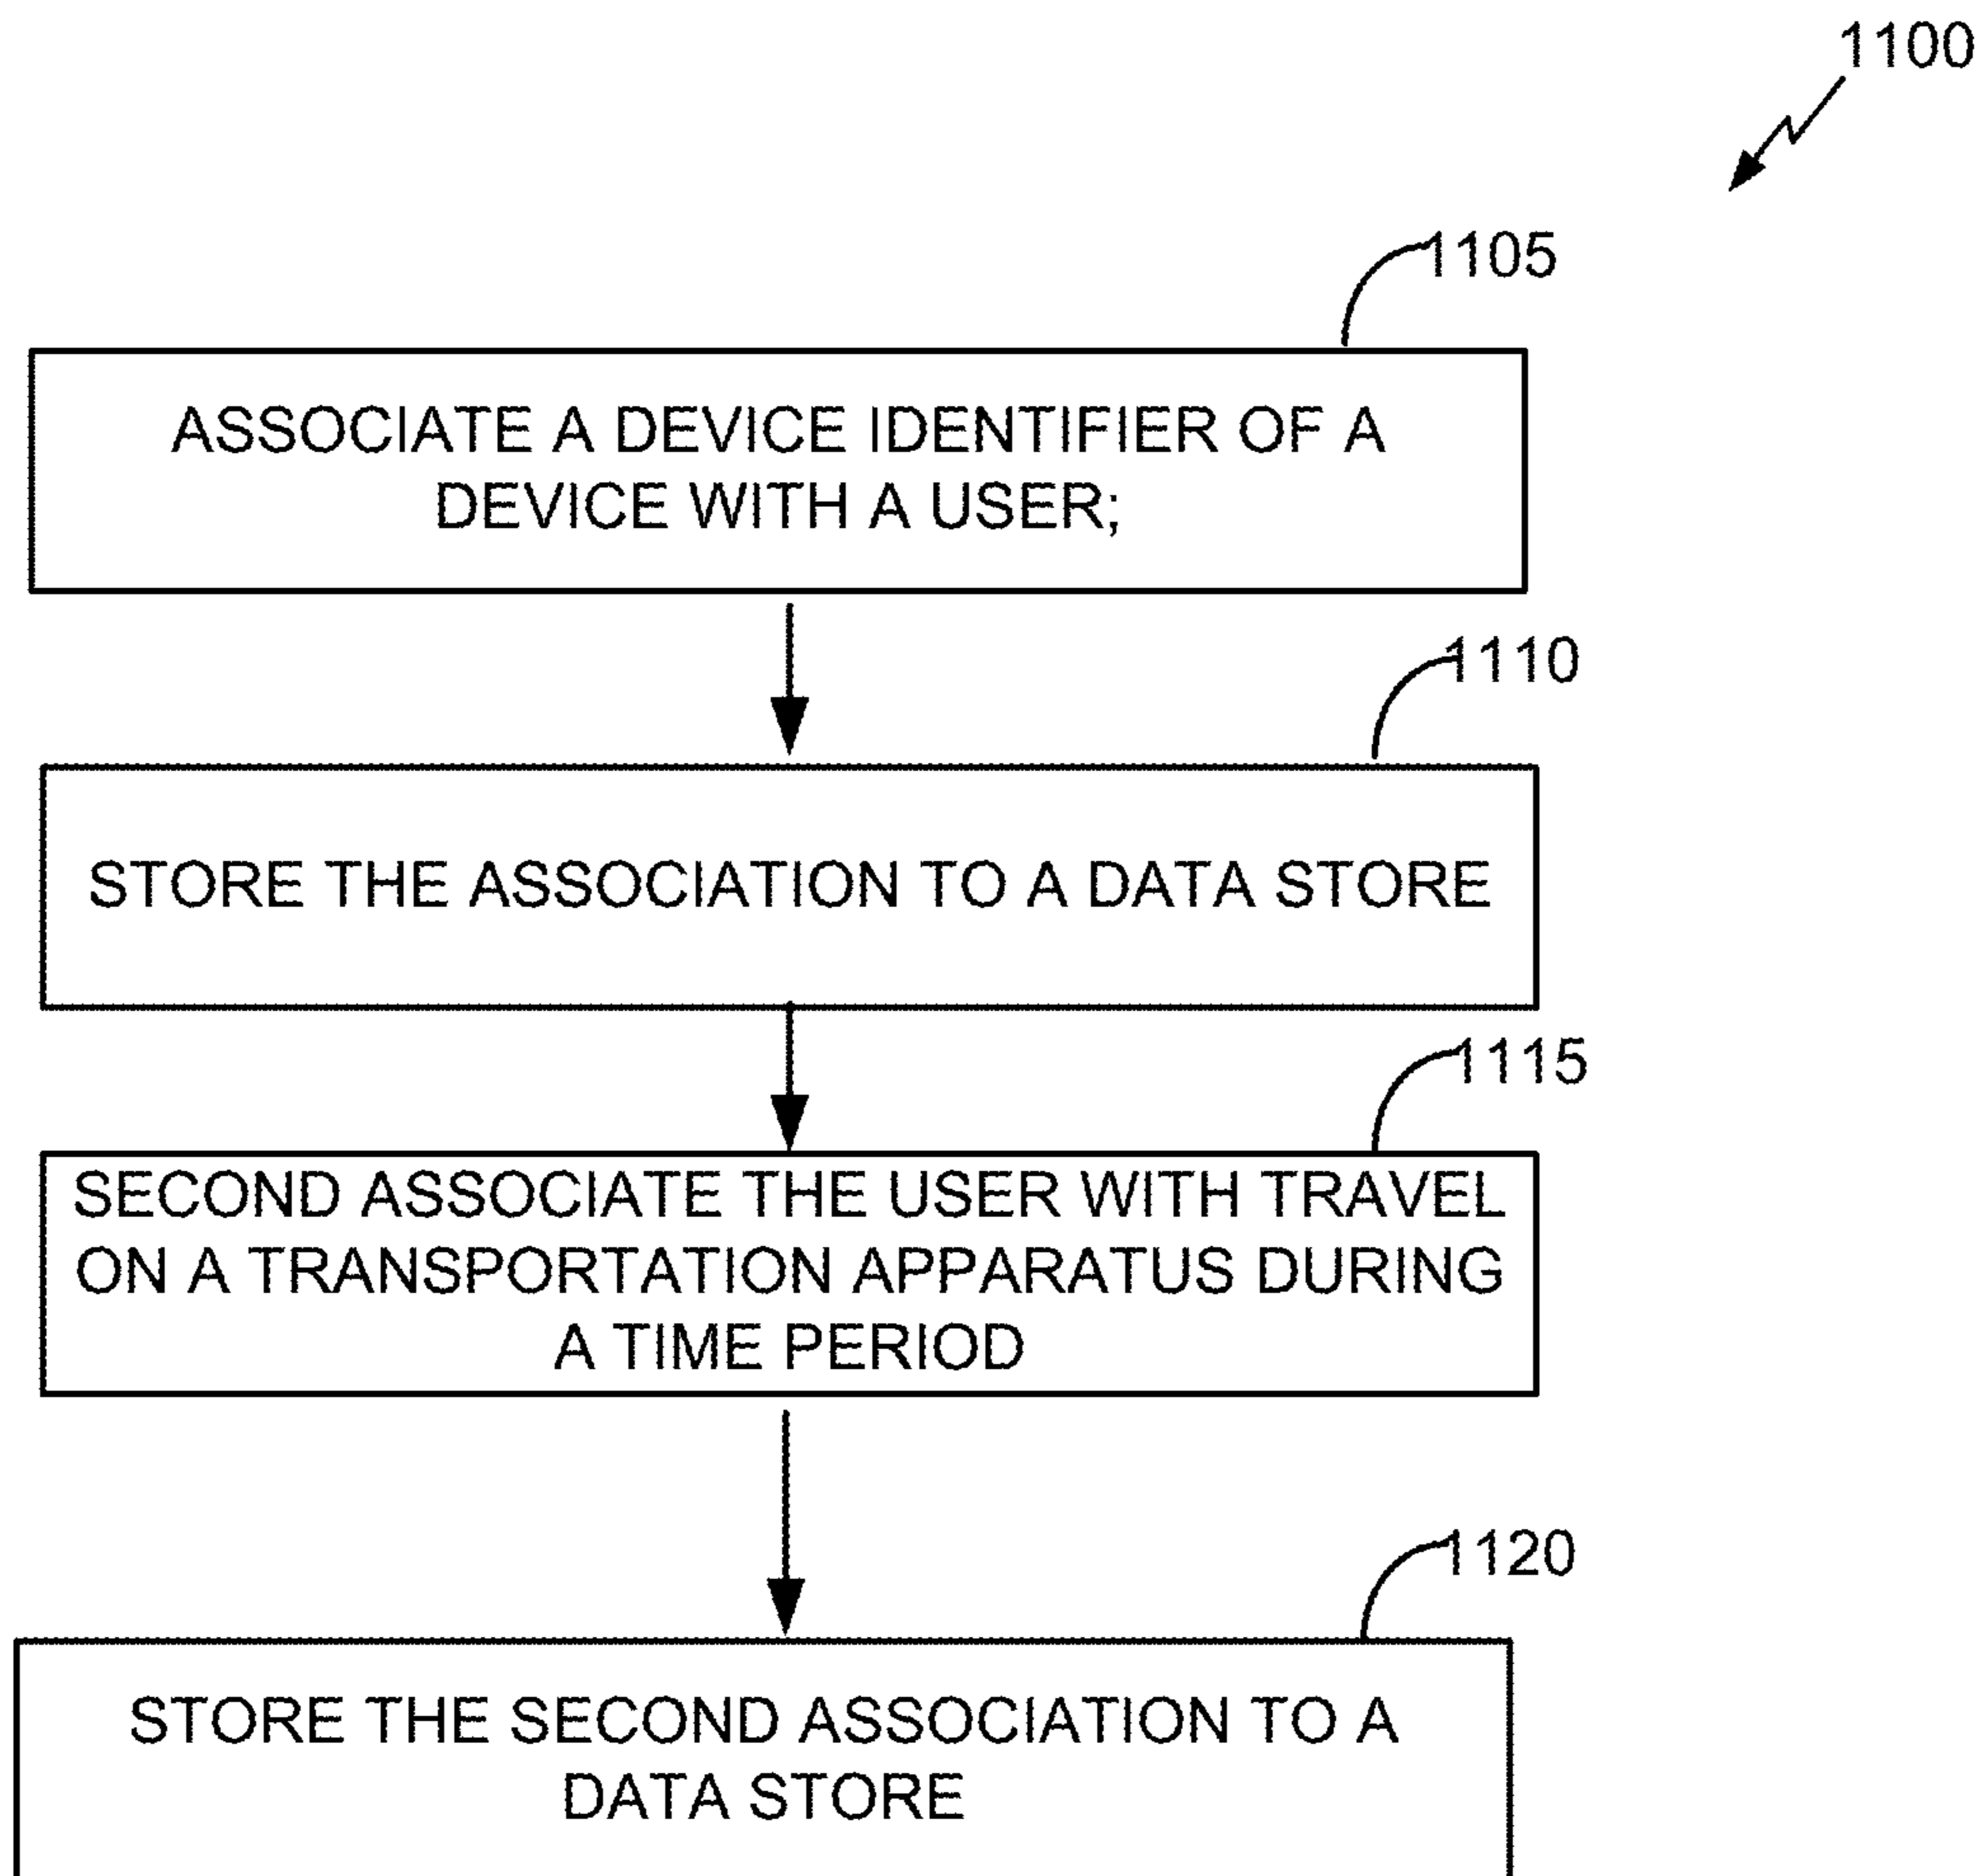 1100
1105
ASSOCIATE A DEVICE IDENTIFIER OF A
DEVICE WITH A USER;
1110
STORE THE ASSOCIATION TO A DATA STORE
1115
SECOND ASSOCIATE THE USER WITH TRAVEL
ON A TRANSPORTATION APPARATUS DURING
A TIME PERIOD
1120
STORE THE SECOND ASSOCIATION TO A
DATA STORE